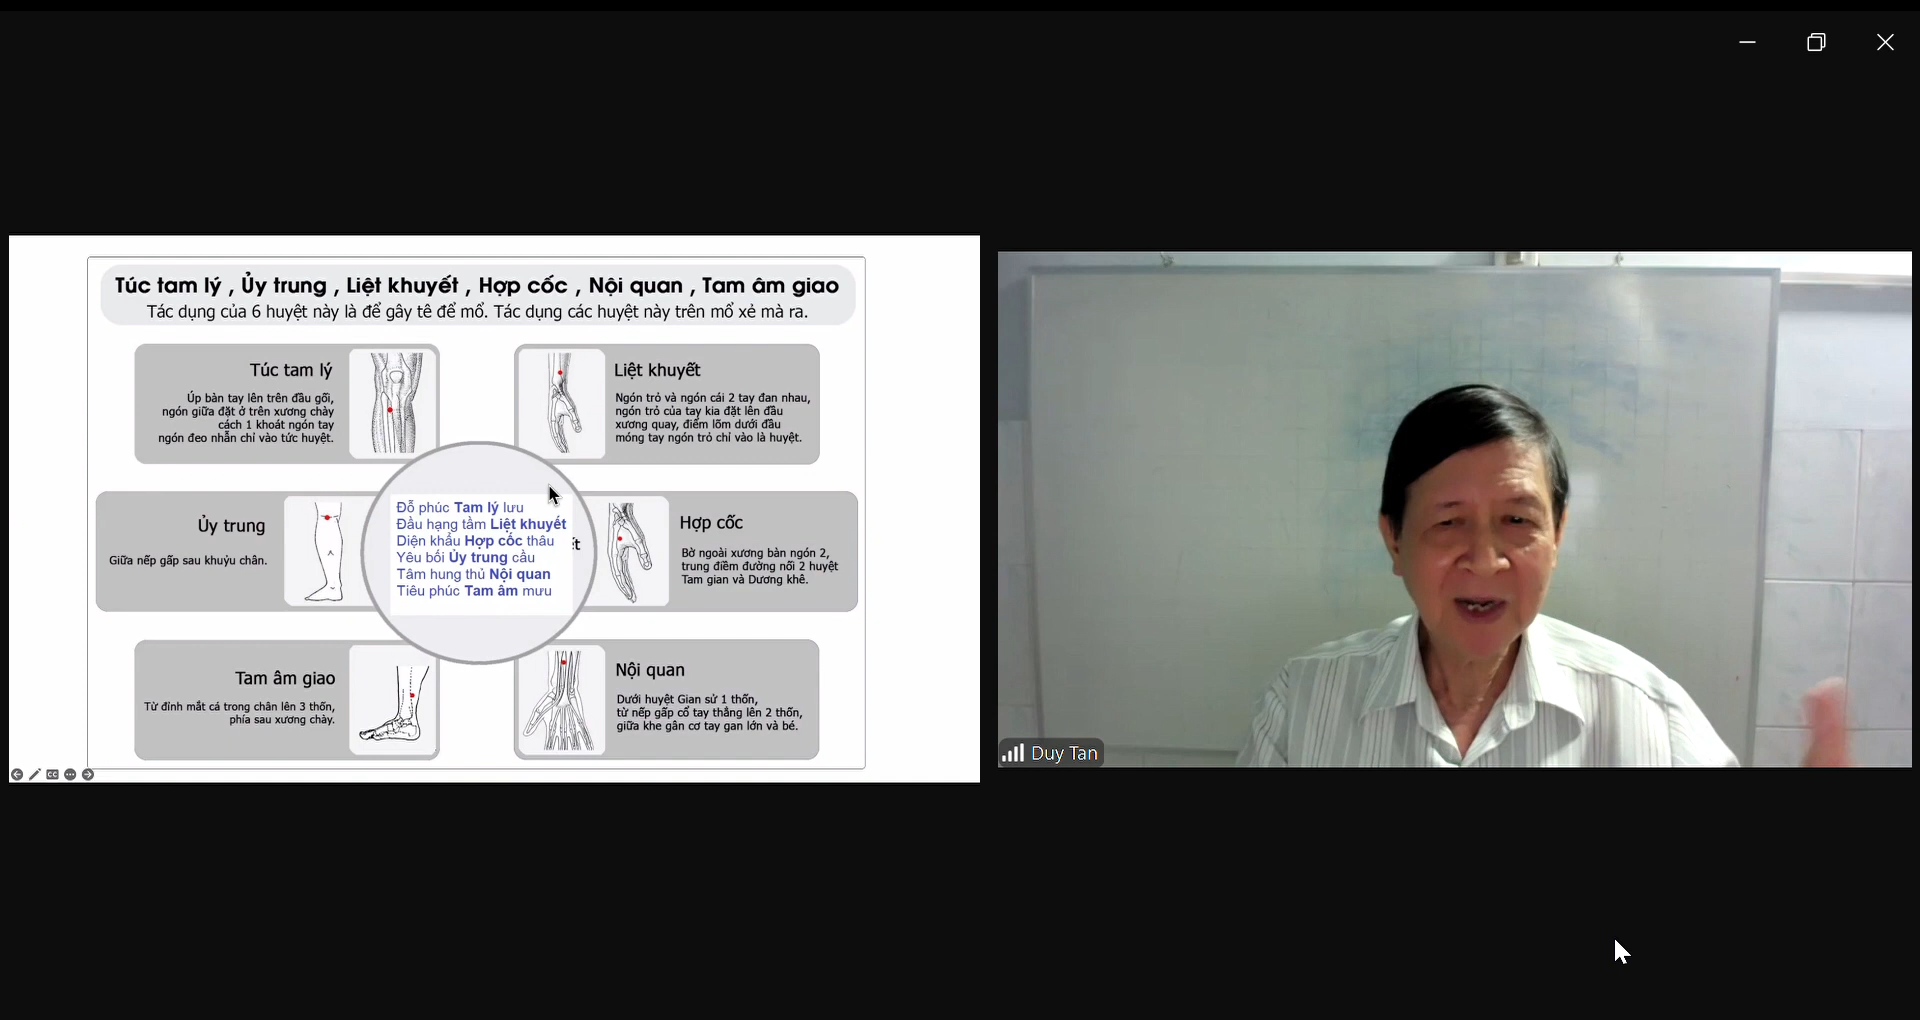 Túc tam lý , Ủy trung , Liệt khuyết , Hợp cốc , Nội quan , Tam âm giao
Tác dụng của 6 huyệt này là để gây tê để mổ. Tác dụng các huyệt này trên mổ xẻ mà ra.
Túc tam lý
Úp bàn tay lên trên đầu gối,
ngón giữa đặt ở trên xương chày
cách 1 khoát ngón tay
ngón đeo nhẫn chỉ vào tức huyệt.
Liệt khuyết
Ngón trỏ và ngón cái 2 tay đan nhau,
ngón trỏ của tay kia đặt lên đầu
xương quay, điểm lõm dưới đầu
móng tay ngón trỏ chỉ vào là huyệt.
Ủy trung
Giữa nếp gấp sau khuỷu chân.
Đỗ phúc Tam lý lưu
Đầu hạng tầm Liệt khuyết
Diện khẩu Hợp cốc thâu
Yêu bối Ủy trung cầu
Tâm hung thủ Nội quan
Tiêu phúc Tam âm mưu
Hợp cốc
Bờ ngoài xương bàn ngón 2,
trung điểm đường nối 2 huyệt
Tam gian và Dương khê.
Tam âm giao
Từ đỉnh mắt cá trong chân lên 3 thốn,
phía sau xương chày.
Nội quan
Dưới huyệt Gian sử 1 thốn,
từ nếp gấp cổ tay thẳng lên 2 thốn,
giữa khe gân cơ tay gan lớn và bé.
CC
Duy Tan